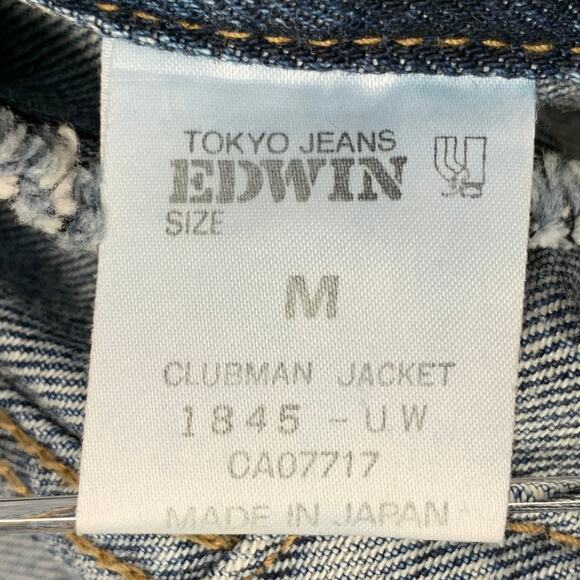 TOKYO JEANS
EDWIN
SIZE
M
CLUBMAN JACKET
1845-UW
CA07717
MADE IN JAPAN